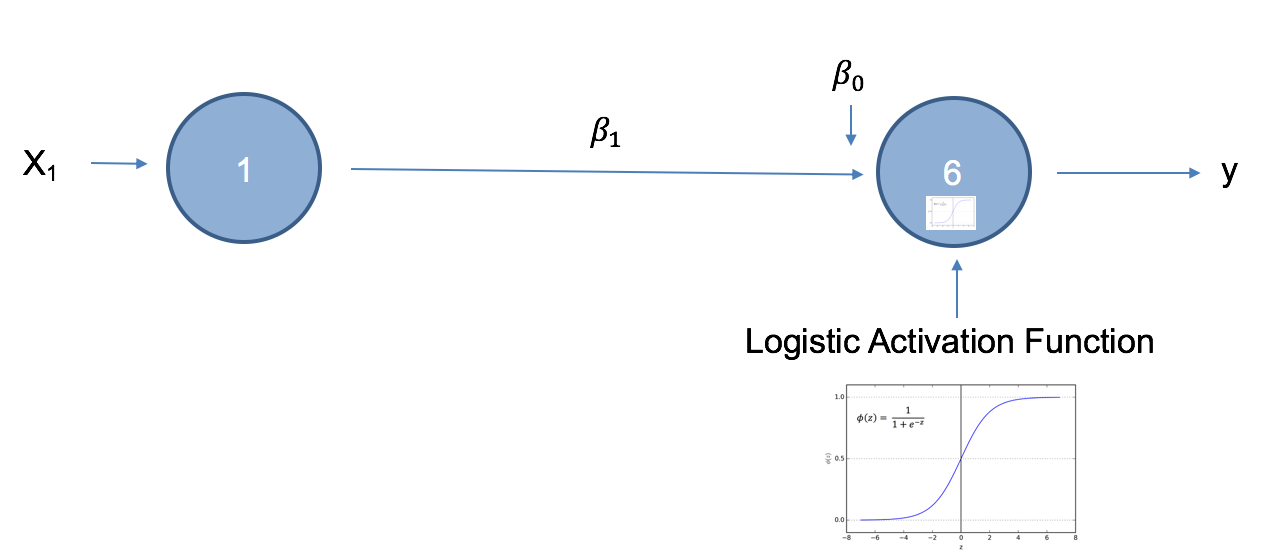 β₀
β₁
X₁
1
6
y
Logistic Activation Function
1.0
ϕ(z) = 1 / (1 + e⁻ᶻ)
0.5
ϕ(z)
0.0
−8 −6 −4 −2 0 2 4 6 8
z